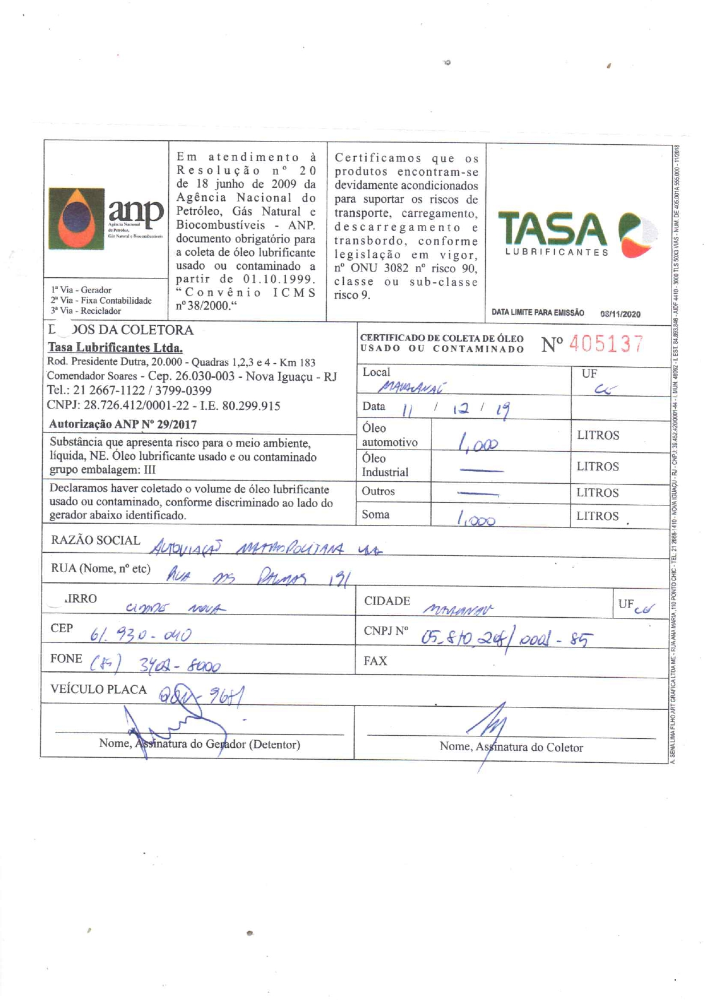 anp
Agência Nacional
do Petróleo,
Gás Natural e Biocombustíveis
1ª Via - Gerador
2ª Via - Fixa Contabilidade
3ª Via - Reciclador
Em atendimento à
Resolução nº 20
de 18 junho de 2009 da
Agência Nacional do
Petróleo, Gás Natural e
Biocombustíveis - ANP.
documento obrigatório para
a coleta de óleo lubrificante
usado ou contaminado a
partir de 01.10.1999.
“Convênio ICMS
nº38/2000.“
Certificamos que os
produtos encontram-se
devidamente acondicionados
para suportar os riscos de
transporte, carregamento,
descarregamento e
transbordo, conforme
legislação em vigor,
nº ONU 3082 nº risco 90,
classe ou sub-classe
risco 9.
TASA
LUBRIFICANTES
DATA LIMITE PARA EMISSÃO 08/11/2020
DOS DA COLETORA
Tasa Lubrificantes Ltda.
Rod. Presidente Dutra, 20.000 - Quadras 1,2,3 e 4 - Km 183
Comendador Soares - Cep. 26.030-003 - Nova Iguaçu - RJ
Tel.: 21 2667-1122 / 3799-0399
CNPJ: 28.726.412/0001-22 - I.E. 80.299.915
Autorização ANP Nº 29/2017
Substância que apresenta risco para o meio ambiente,
líquida, NE. Óleo lubrificante usado e ou contaminado
grupo embalagem: III
Declaramos haver coletado o volume de óleo lubrificante
usado ou contaminado, conforme discriminado ao lado do
gerador abaixo identificado.
CERTIFICADO DE COLETA DE ÓLEO
USADO OU CONTAMINADO Nº 405137
Local MARACANAÚ UF CE
Data 11 / 12 / 19
Óleo
automotivo 1,000 LITROS
Óleo
Industrial LITROS
Outros LITROS
Soma 1,000 LITROS
RAZÃO SOCIAL AUTOVIAÇÃO METROPOLITANA
RUA (Nome, nº etc) RUA DAS PALMAS 191
IRRO CIDADE NOVA
CIDADE MARACANAU UF CE
CEP 61.930-040
CNPJ Nº 05.810 /0001-85
FONE (85) -8000
FAX
VEÍCULO PLACA
Nome, Assinatura do Gerador (Detentor)
Nome, Assinatura do Coletor
A. SENA LIMA FILHO ART GRÁFICA LTDA ME - RUA ANA MARIA, 110 PONTO CHIC - TEL: 21 2668-1410 - NOVA IGUAÇU - RJ - CNPJ: 39.452.420/0001-44 - I. MUN. 48062 - I. EST. 84.893.846 - AIDF 4410 - 3000 TLS 50X3 VIAS - NUM. DE 405.001A 555.000 - 11/2018